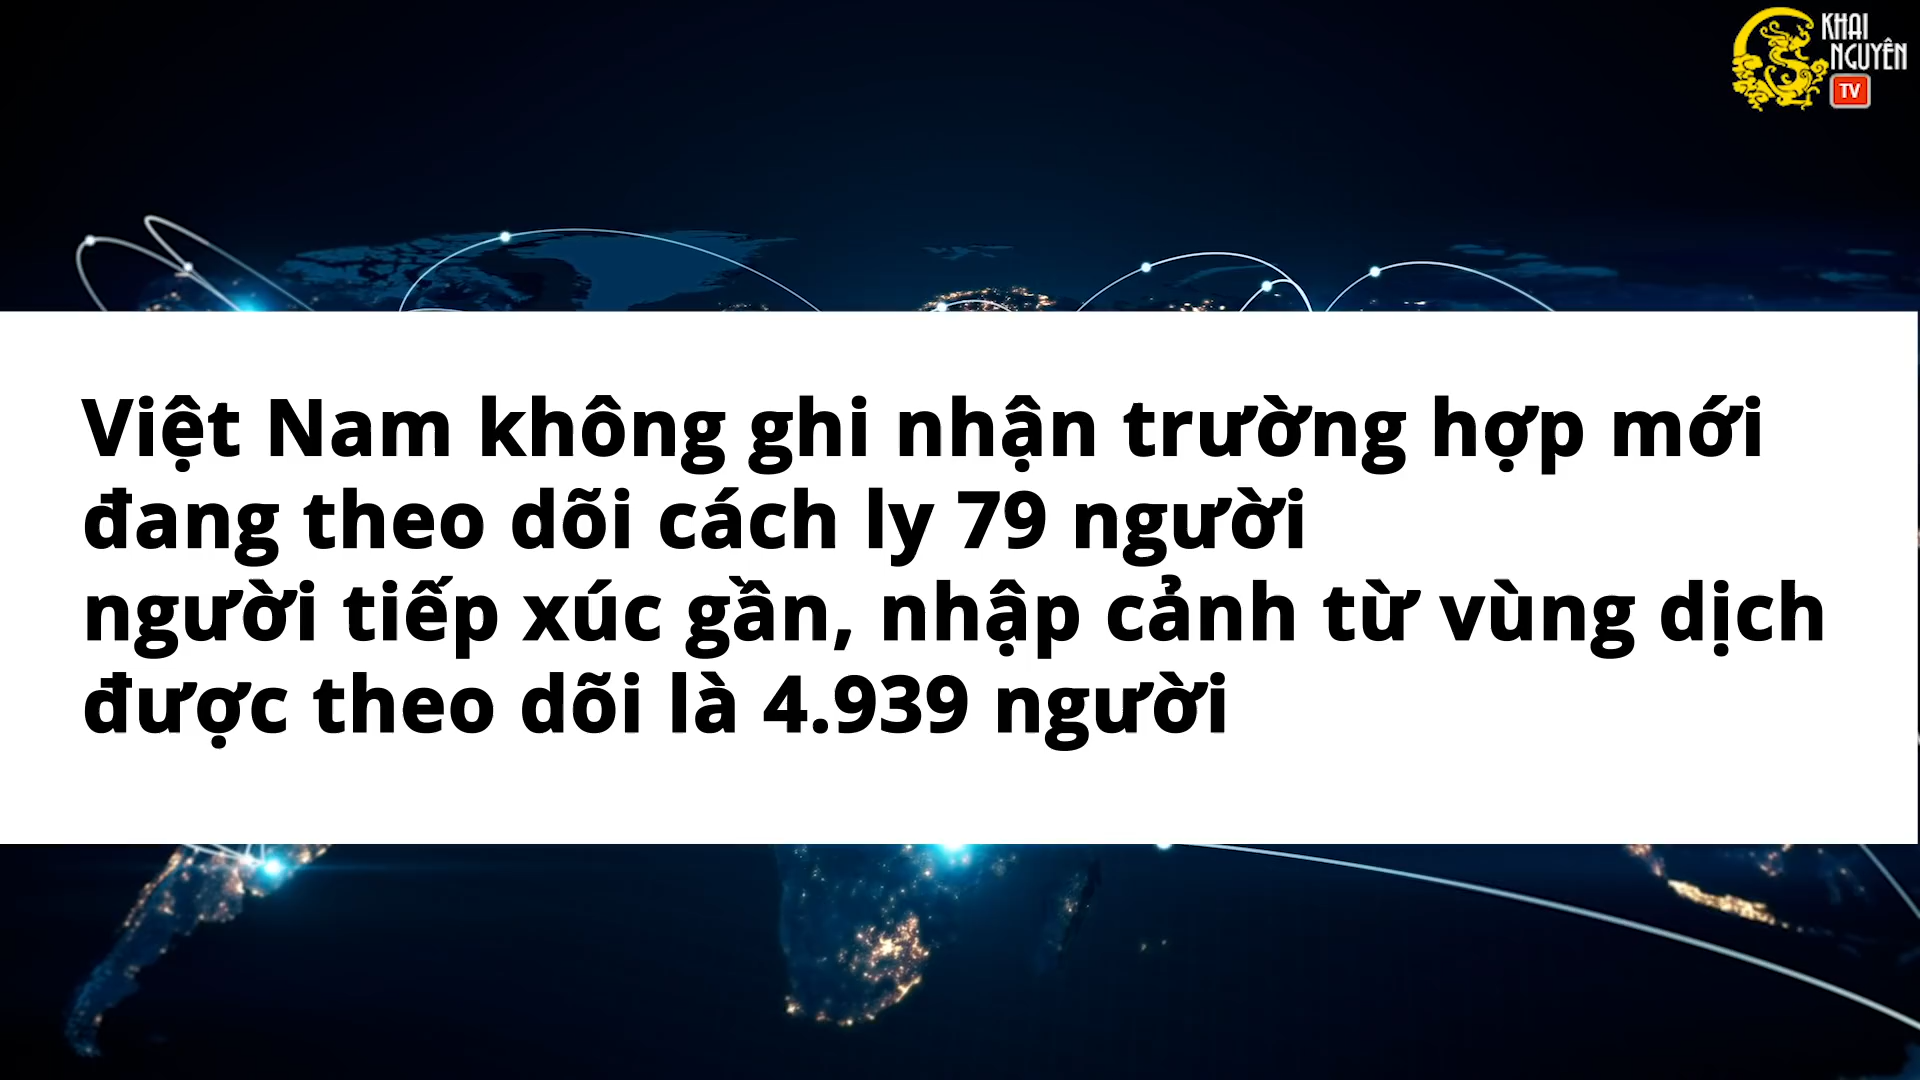 KHAI
NGUYÊN
TV
Việt Nam không ghi nhận trường hợp mới
đang theo dõi cách ly 79 người
người tiếp xúc gần, nhập cảnh từ vùng dịch
được theo dõi là 4.939 người